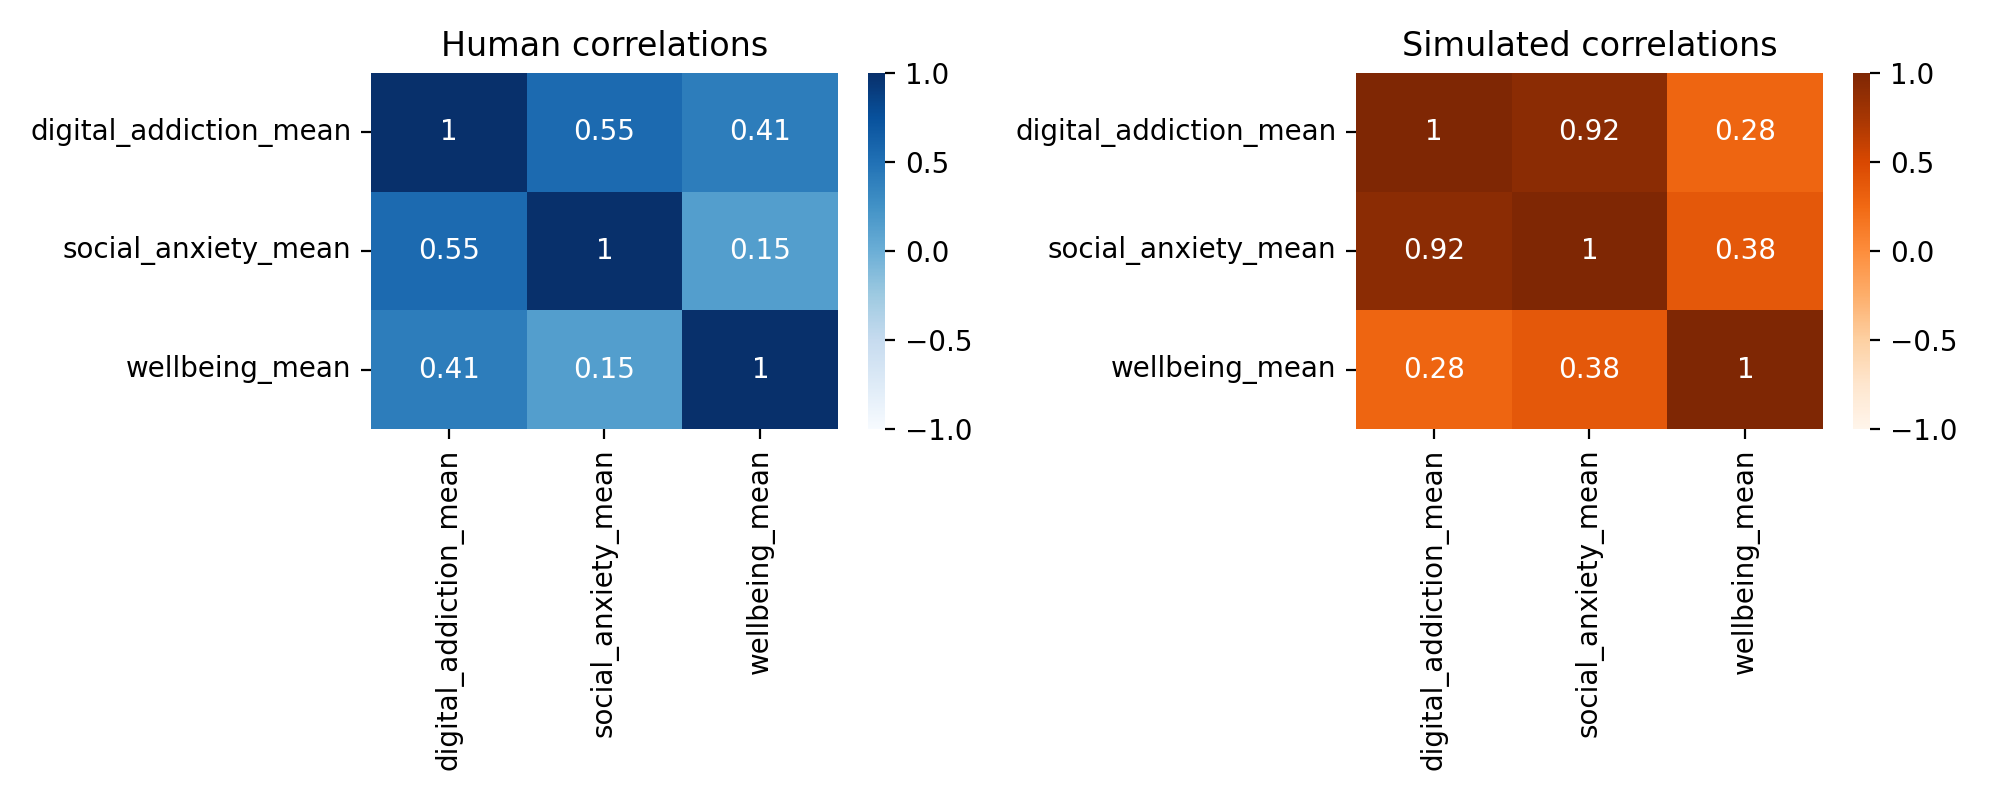 Human correlations
digital_addiction_mean
social_anxiety_mean
wellbeing_mean
1 0.55 0.41
0.55 1 0.15
0.41 0.15 1
digital_addiction_mean
social_anxiety_mean
wellbeing_mean
1.0
0.5
0.0
−0.5
−1.0
Simulated correlations
digital_addiction_mean
social_anxiety_mean
wellbeing_mean
1 0.92 0.28
0.92 1 0.38
0.28 0.38 1
digital_addiction_mean
social_anxiety_mean
wellbeing_mean
1.0
0.5
0.0
−0.5
−1.0